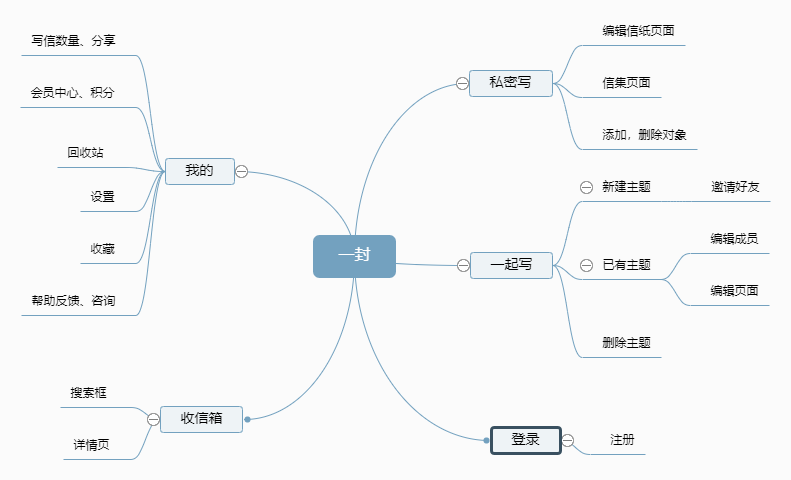 一封
私密写
编辑信纸页面
信集页面
添加，删除对象
一起写
新建主题
邀请好友
已有主题
编辑成员
编辑页面
删除主题
登录
注册
我的
写信数量、分享
会员中心、积分
回收站
设置
收藏
帮助反馈、咨询
收信箱
搜索框
详情页